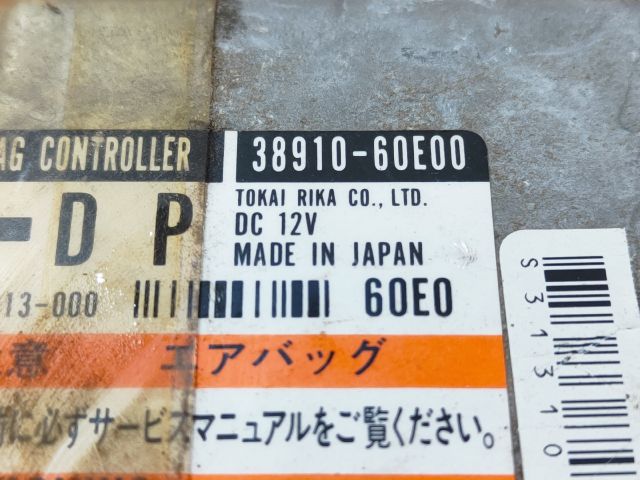 AG CONTROLLER 38910-60E00
-DP
TOKAI RIKA CO., LTD.
DC 12V
MADE IN JAPAN
13-000 60E0
意 エアバッグ
に必ずサービスマニュアルをご覧ください。
S31310